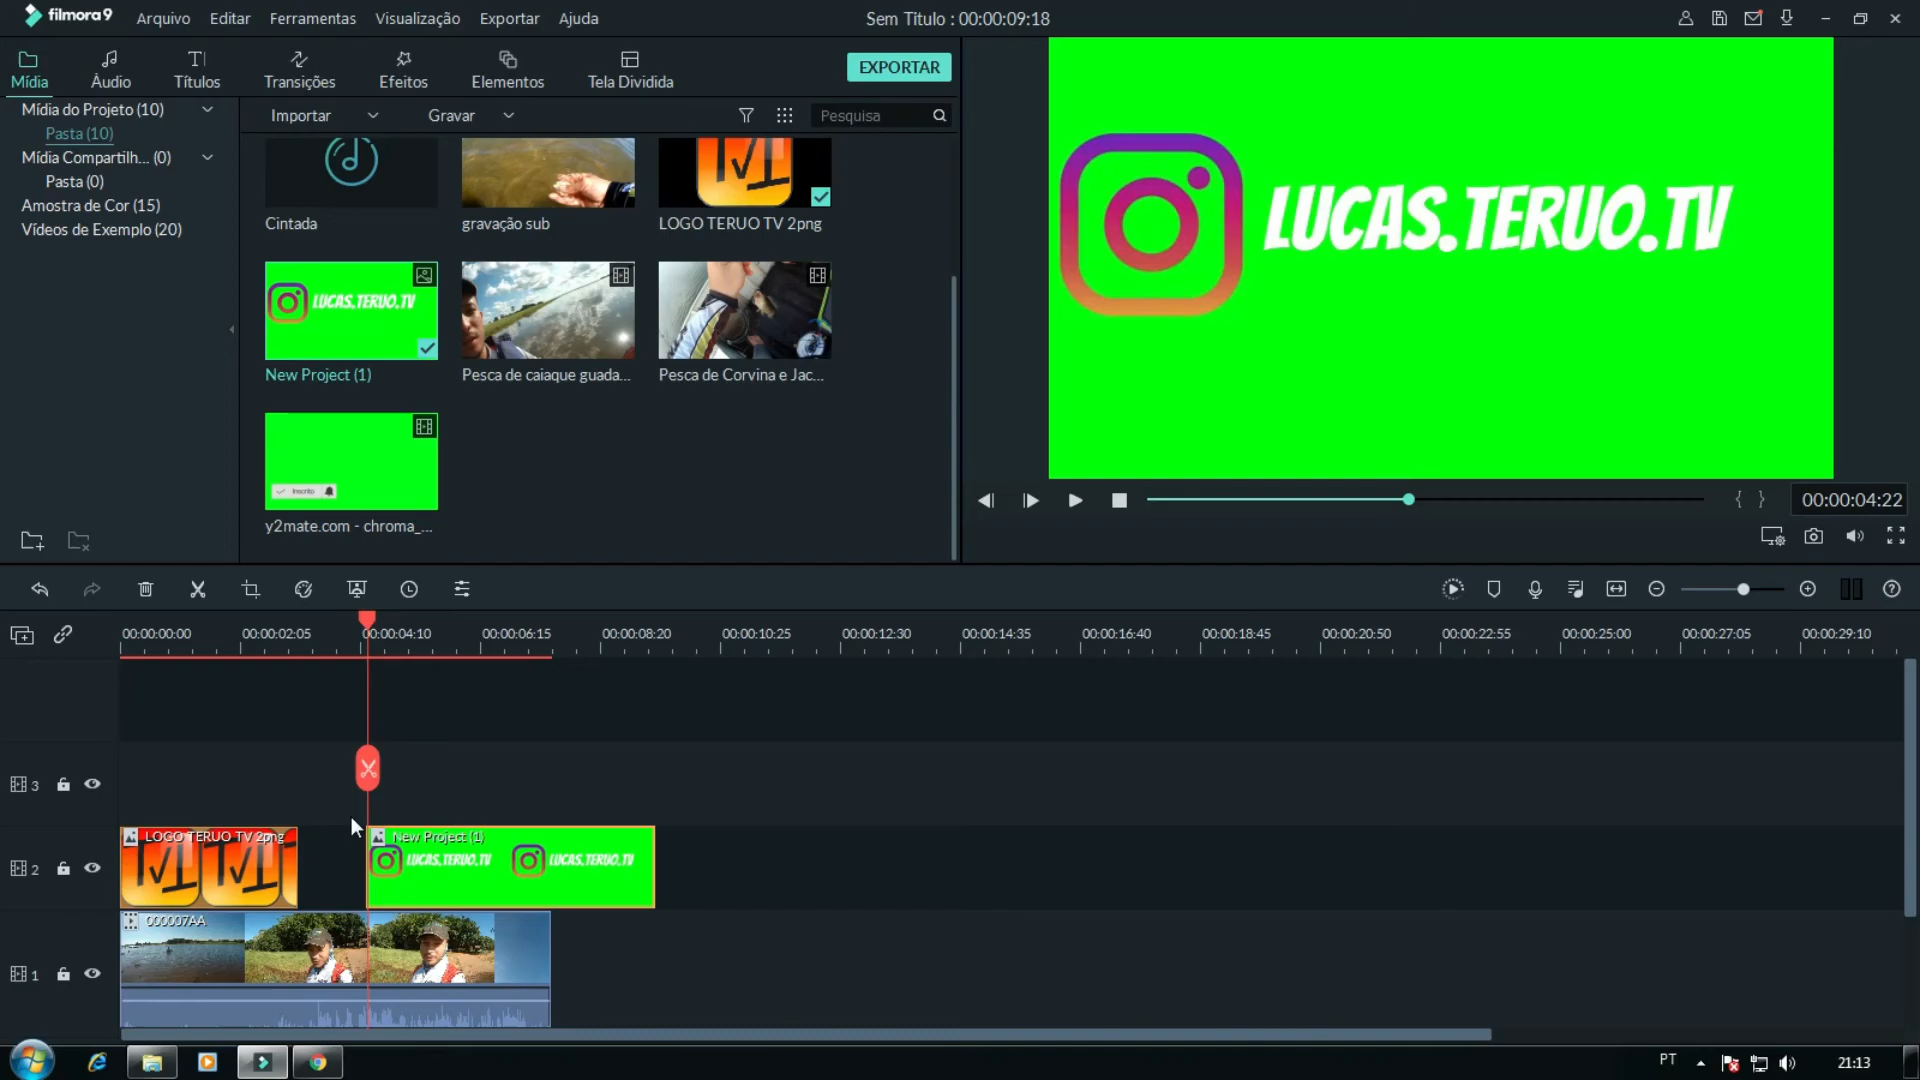 filmora9
Arquivo Editar Ferramentas Visualização Exportar Ajuda
Sem Titulo : 00:00:09:18
Mídia Áudio Títulos Transições Efeitos Elementos Tela Dividida
EXPORTAR
Mídia do Projeto (10)
Pasta (10)
Mídia Compartilh... (0)
Pasta (0)
Amostra de Cor (15)
Vídeos de Exemplo (20)
Importar Gravar Pesquisa
Cintada gravação sub LOGO TERUO TV 2png
LUCAS.TERUO.TV
New Project (1) Pesca de caiaque guada... Pesca de Corvina e Jac...
Inscrito
y2mate.com - chroma_...
LUCAS.TERUO.TV
{ } 00:00:04:22
00:00:00:00 00:00:02:05 00:00:04:10 00:00:06:15 00:00:08:20 00:00:10:25 00:00:12:30 00:00:14:35 00:00:16:40 00:00:18:45 00:00:20:50 00:00:22:55 00:00:25:00 00:00:27:05 00:00:29:10
3
2
LOGO TERUO TV 2png
New Project (1)
LUCAS.TERUO.TV LUCAS.TERUO.TV
1
000007AA
PT 21:13